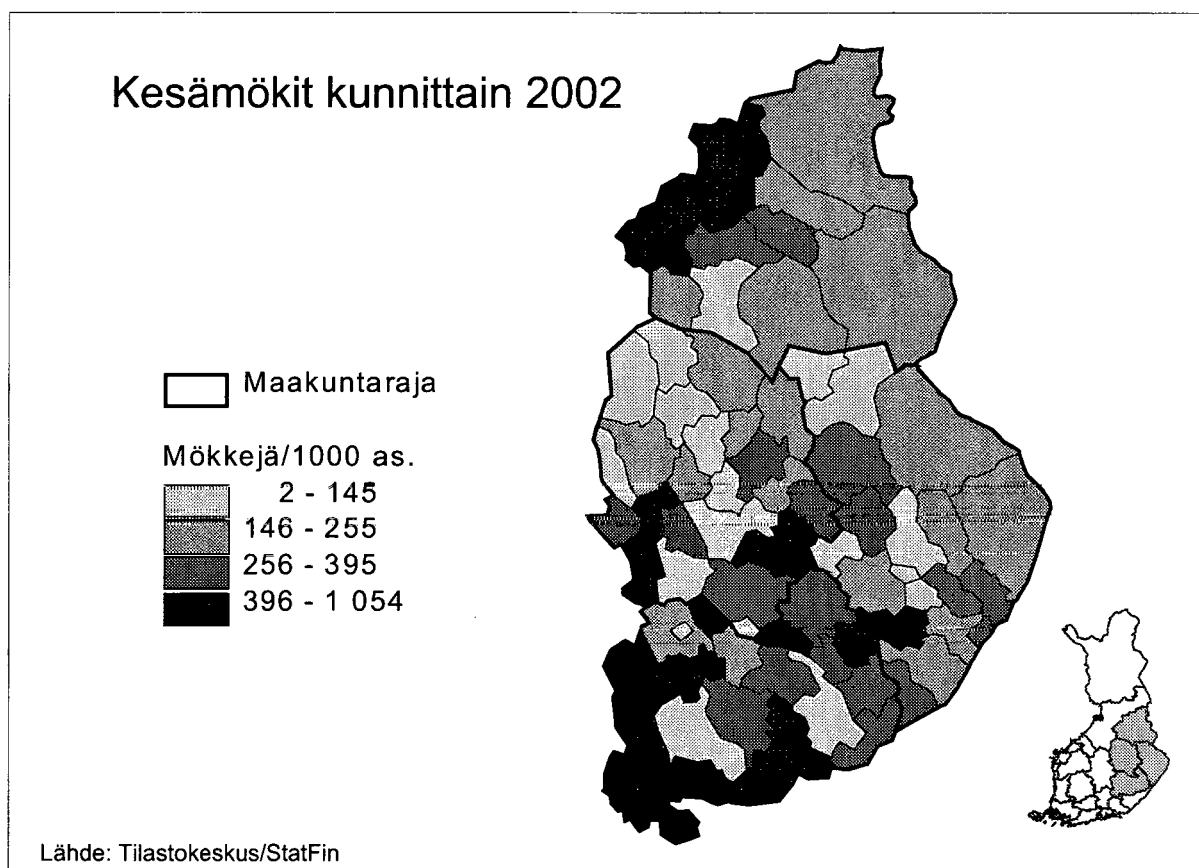 Kesämökit kunnittain 2002
Maakuntaraja
Mökkejä/1000 as.
2 - 145
146 - 255
256 - 395
396 - 1 054
Lähde: Tilastokeskus/StatFin